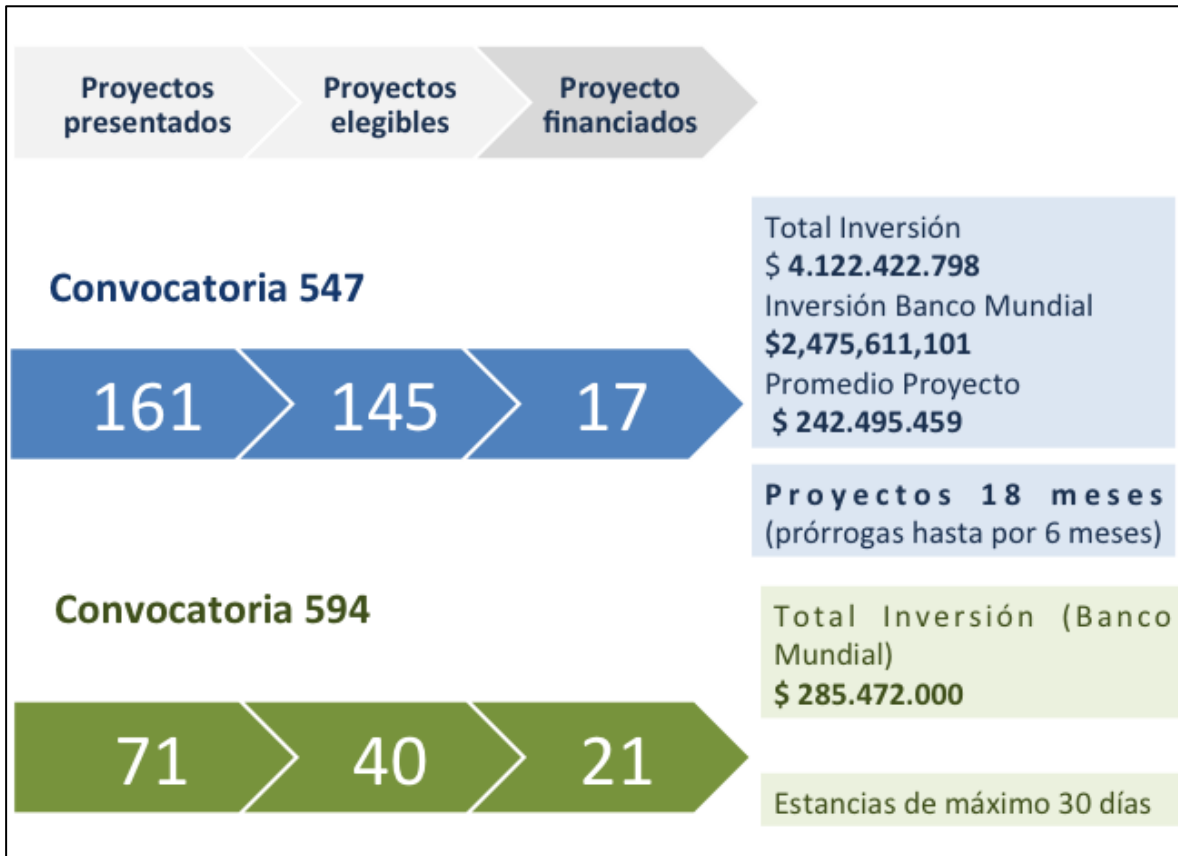 Proyectos
presentados
Proyectos
elegibles
Proyecto
financiados
Convocatoria 547
161
145
17
Total Inversión
$ 4.122.422.798
Inversión Banco Mundial
$2,475,611,101
Promedio Proyecto
$ 242.495.459
Proyectos 18 meses
(prórrogas hasta por 6 meses)
Convocatoria 594
71
40
21
Total Inversión (Banco
Mundial)
$ 285.472.000
Estancias de máximo 30 días